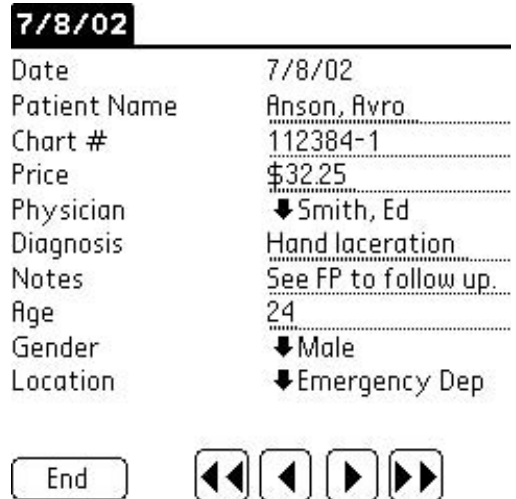 7/8/02
Date 7/8/02
Patient Name Anson, Avro
Chart # 112384-1
Price $32.25
Physician Smith, Ed
Diagnosis Hand laceration
Notes See FP to follow up.
Age 24
Gender Male
Location Emergency Dep
End